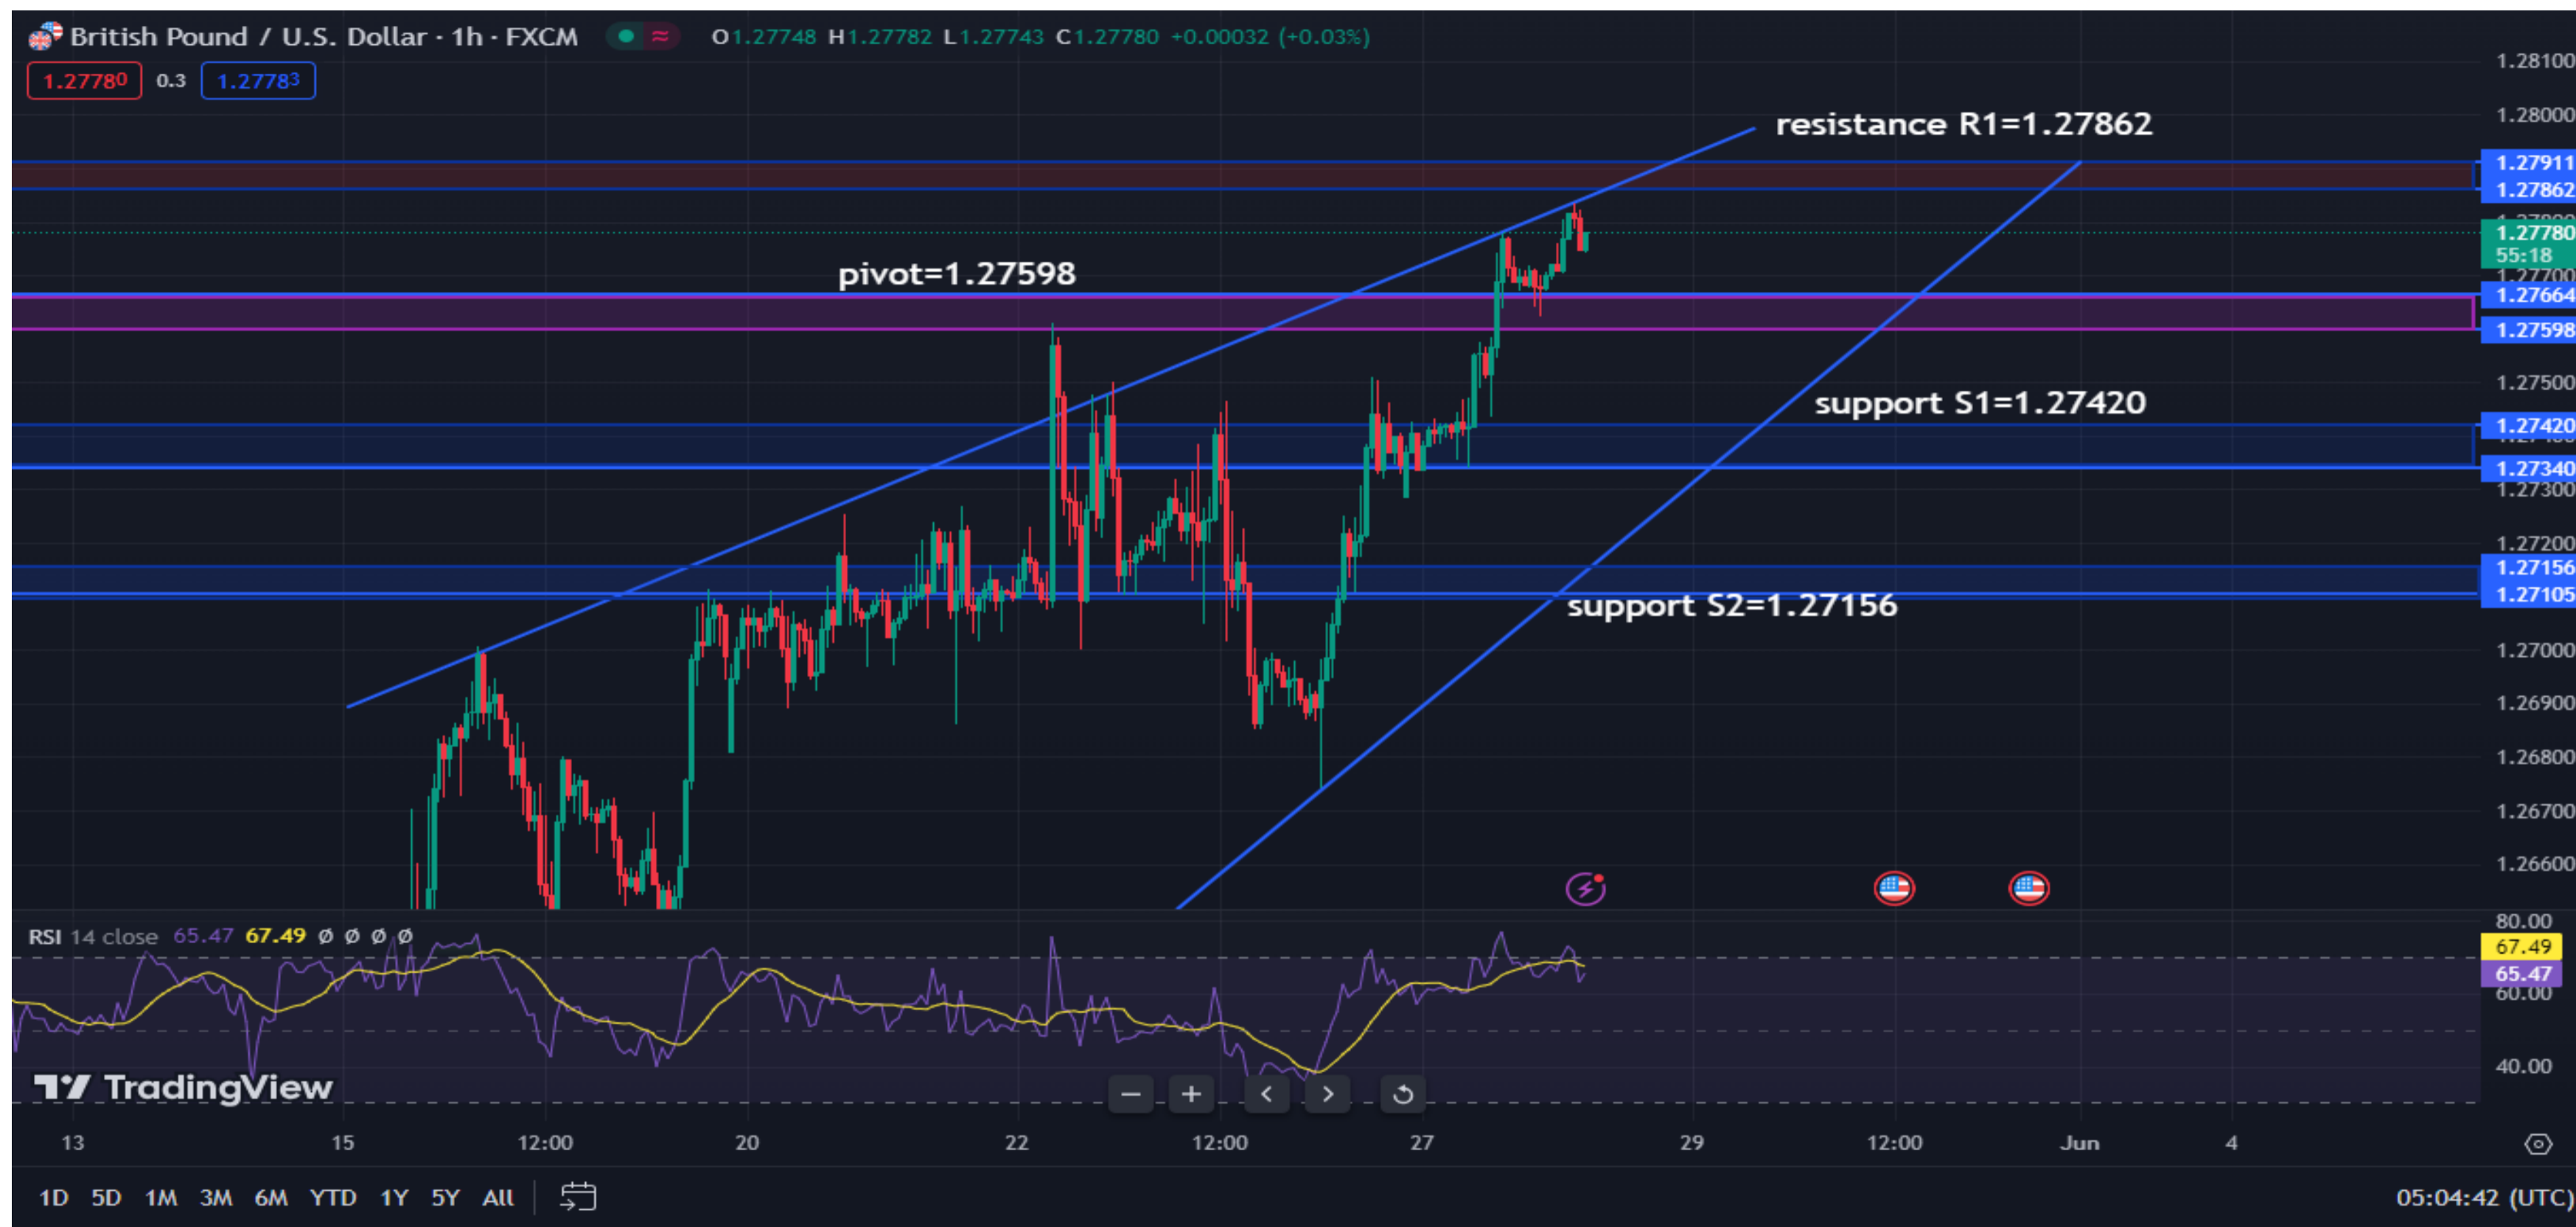 British Pound / U.S. Dollar · 1h · FXCM O1.27748 H1.27782 L1.27743 C1.27780 +0.00032 (+0.03%)
1.27780 0.3 1.27783
1.28100
resistance R1=1.27862
1.28000
1.27911
1.27862
1.27780
55:18
pivot=1.27598
1.27700
1.27664
1.27598
1.27500
support S1=1.27420
1.27420
1.27340
1.27300
1.27200
1.27156
1.27105
support S2=1.27156
1.27000
1.26900
1.26800
1.26700
1.26600
RSI 14 close 65.47 67.49 Ø Ø Ø Ø
80.00
67.49
65.47
60.00
40.00
TradingView
13 15 12:00 20 22 12:00 27 29 12:00 Jun 4
1D 5D 1M 3M 6M YTD 1Y 5Y All 05:04:42 (UTC)